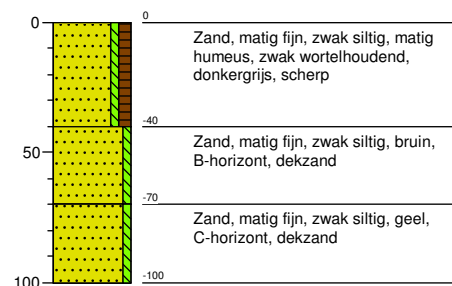 0
0
Zand, matig fijn, zwak siltig, matig
humeus, zwak wortelhoudend,
donkergrijs, scherp
-40
Zand, matig fijn, zwak siltig, bruin,
B-horizont, dekzand
50
-70
Zand, matig fijn, zwak siltig, geel,
C-horizont, dekzand
-100
100